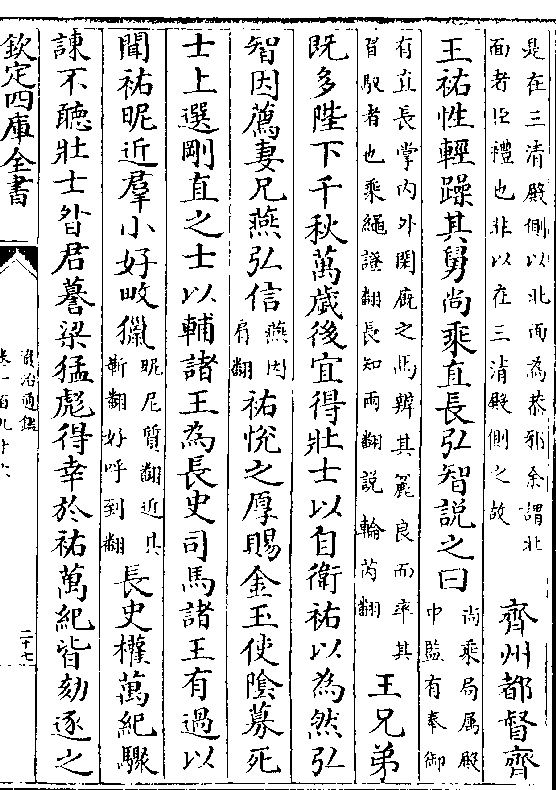 是在三清殿側以北面為恭邪余謂北
面者臣禮也非以在三清殿側之故
齊州都督齊
王祐性輕躁其舅尚乘直長弘智說之曰
尚乘局属殿
中監有奉御
有直長掌内外閑廐之馬辨其麄良而率其
習馭者也乘繩證翻長知兩翻說輸芮翻
王兄弟
既多陛下千秋萬歲後宜得壯士以自衛祐以為然弘
智因薦妻兄燕弘信
燕因
肩翻
祐悅之厚賜金玉使陰募死
士上選剛直之士以輔諸王為長史司馬諸王有過以
聞祐昵近羣小好畋獵
昵尼質翻近其
靳翻好呼到翻
長史權萬紀驟
諫不聽壯士昝君謩梁猛彪得幸於祐萬紀皆劾逐之
欽定四庫全書
資治通鑑
卷一百九十六
二十七